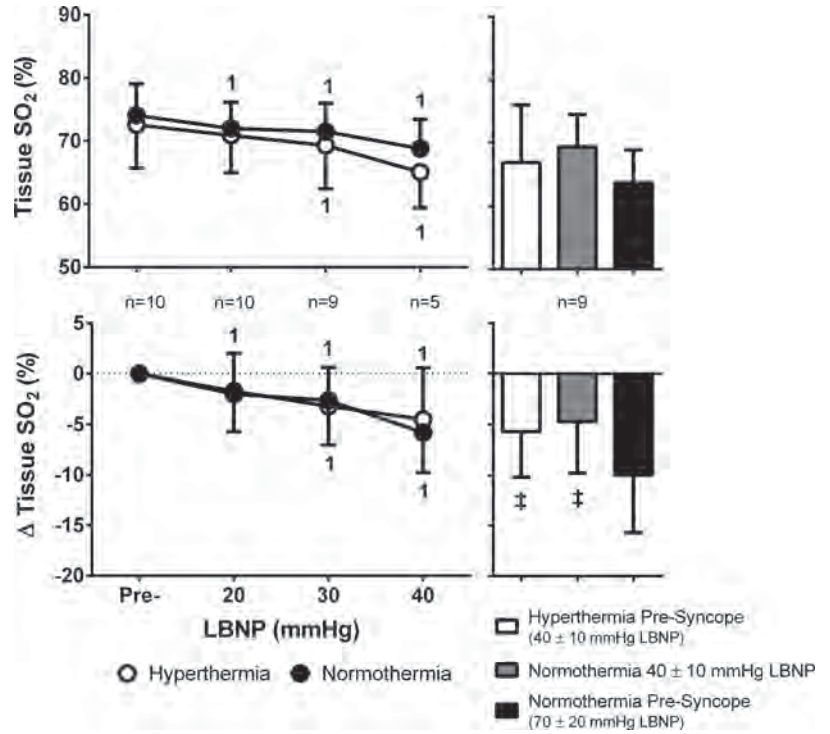 90
80
70
60
50
Tissue SO₂ (%)
1 1 1
1
1
n=10 n=10 n=9 n=5 n=9
5
0
-5
-10
-15
-20
Δ Tissue SO₂ (%)
1 1 1
1 1
‡ ‡
Pre- 20 30 40
LBNP (mmHg)
Hyperthermia Normothermia
Hyperthermia Pre-Syncope
(40 ± 10 mmHg LBNP)
Normothermia 40 ± 10 mmHg LBNP
Normothermia Pre-Syncope
(70 ± 20 mmHg LBNP)